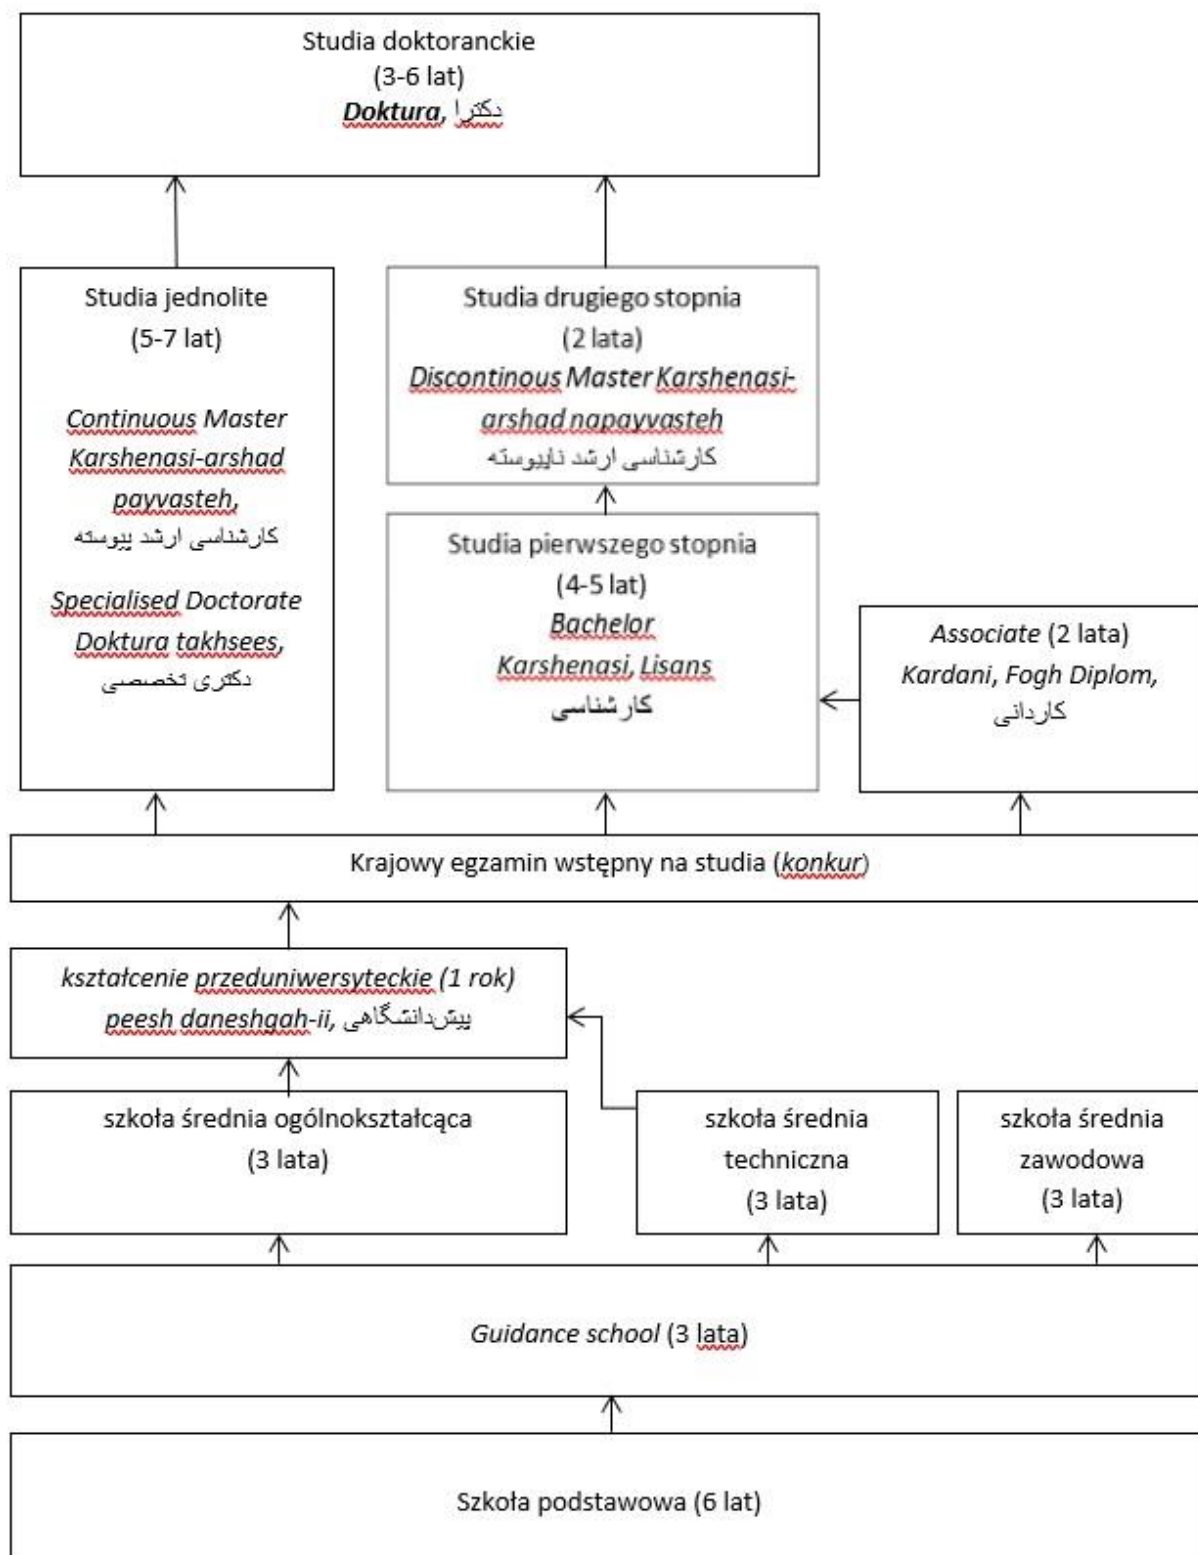 Studia doktoranckie
(3-6 lat)
Doktura, دکترا
Studia jednolite
(5-7 lat)
Continuous Master
Karshenasi-arshad
payvasteh,
کارشناسی ارشد پیوسته
Specialised Doctorate
Doktura takhsees,
دکتری تخصصی
Studia drugiego stopnia
(2 lata)
Discontinous Master Karshenasi-
arshad napayvasteh
کارشناسی ارشد ناپیوسته
Studia pierwszego stopnia
(4-5 lat)
Bachelor
Karshenasi, Lisans
کارشناسی
Associate (2 lata)
Kardani, Fogh Diplom,
کاردانی
Krajowy egzamin wstępny na studia (konkur)
kształcenie przeduniwersyteckie (1 rok)
peesh daneshgah-ii, پیش‌دانشگاهی
szkoła średnia ogólnokształcąca
(3 lata)
szkoła średnia
techniczna
(3 lata)
szkoła średnia
zawodowa
(3 lata)
Guidance school (3 lata)
Szkoła podstawowa (6 lat)